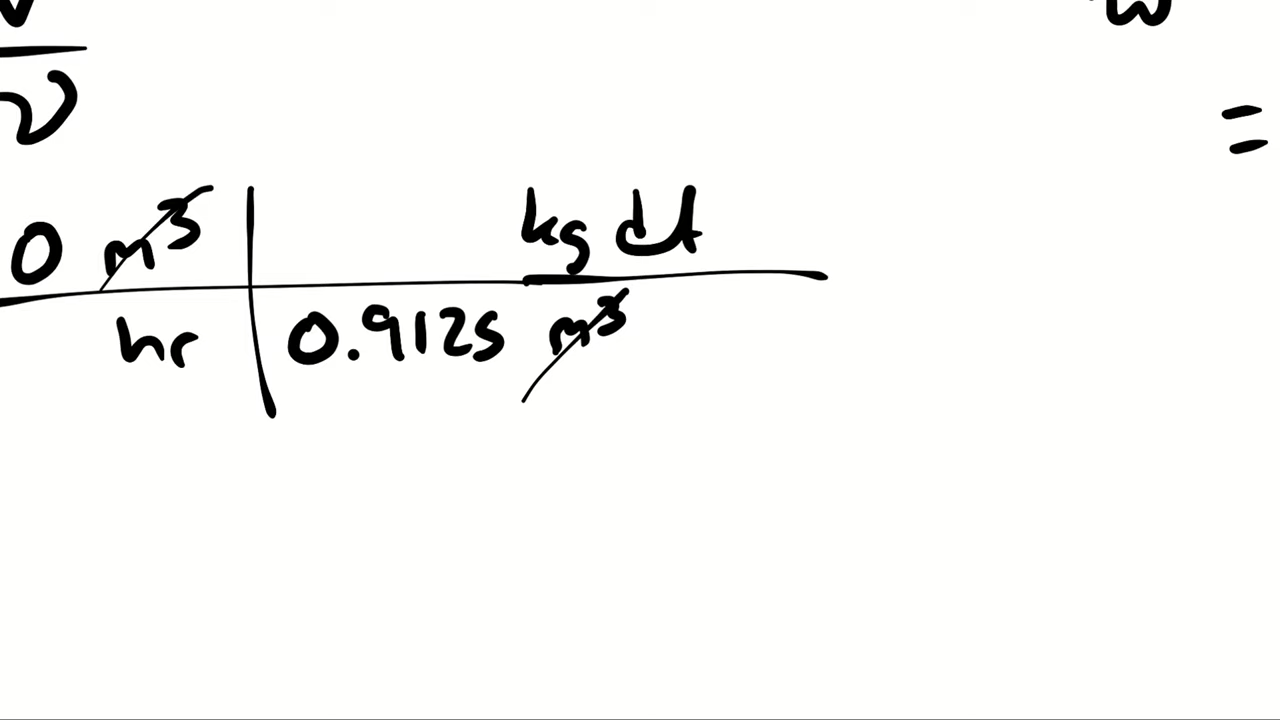 ν
=
0 m³ kg da
hr 0.9125 m³